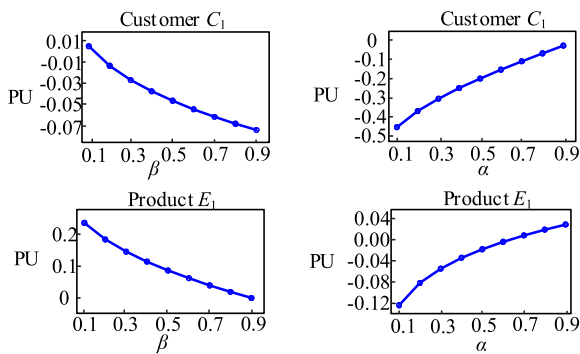 Customer C1
0.01
-0.01
-0.03
-0.05
-0.07
PU
0.1 0.3 0.5 0.7 0.9
β
Customer C1
0
-0.1
-0.2
-0.3
-0.4
-0.5
PU
0.1 0.3 0.5 0.7 0.9
α
Product E1
0.2
0.1
0
PU
0.1 0.3 0.5 0.7 0.9
β
Product E1
0.04
0.00
-0.04
-0.08
-0.12
PU
0.1 0.3 0.5 0.7 0.9
α